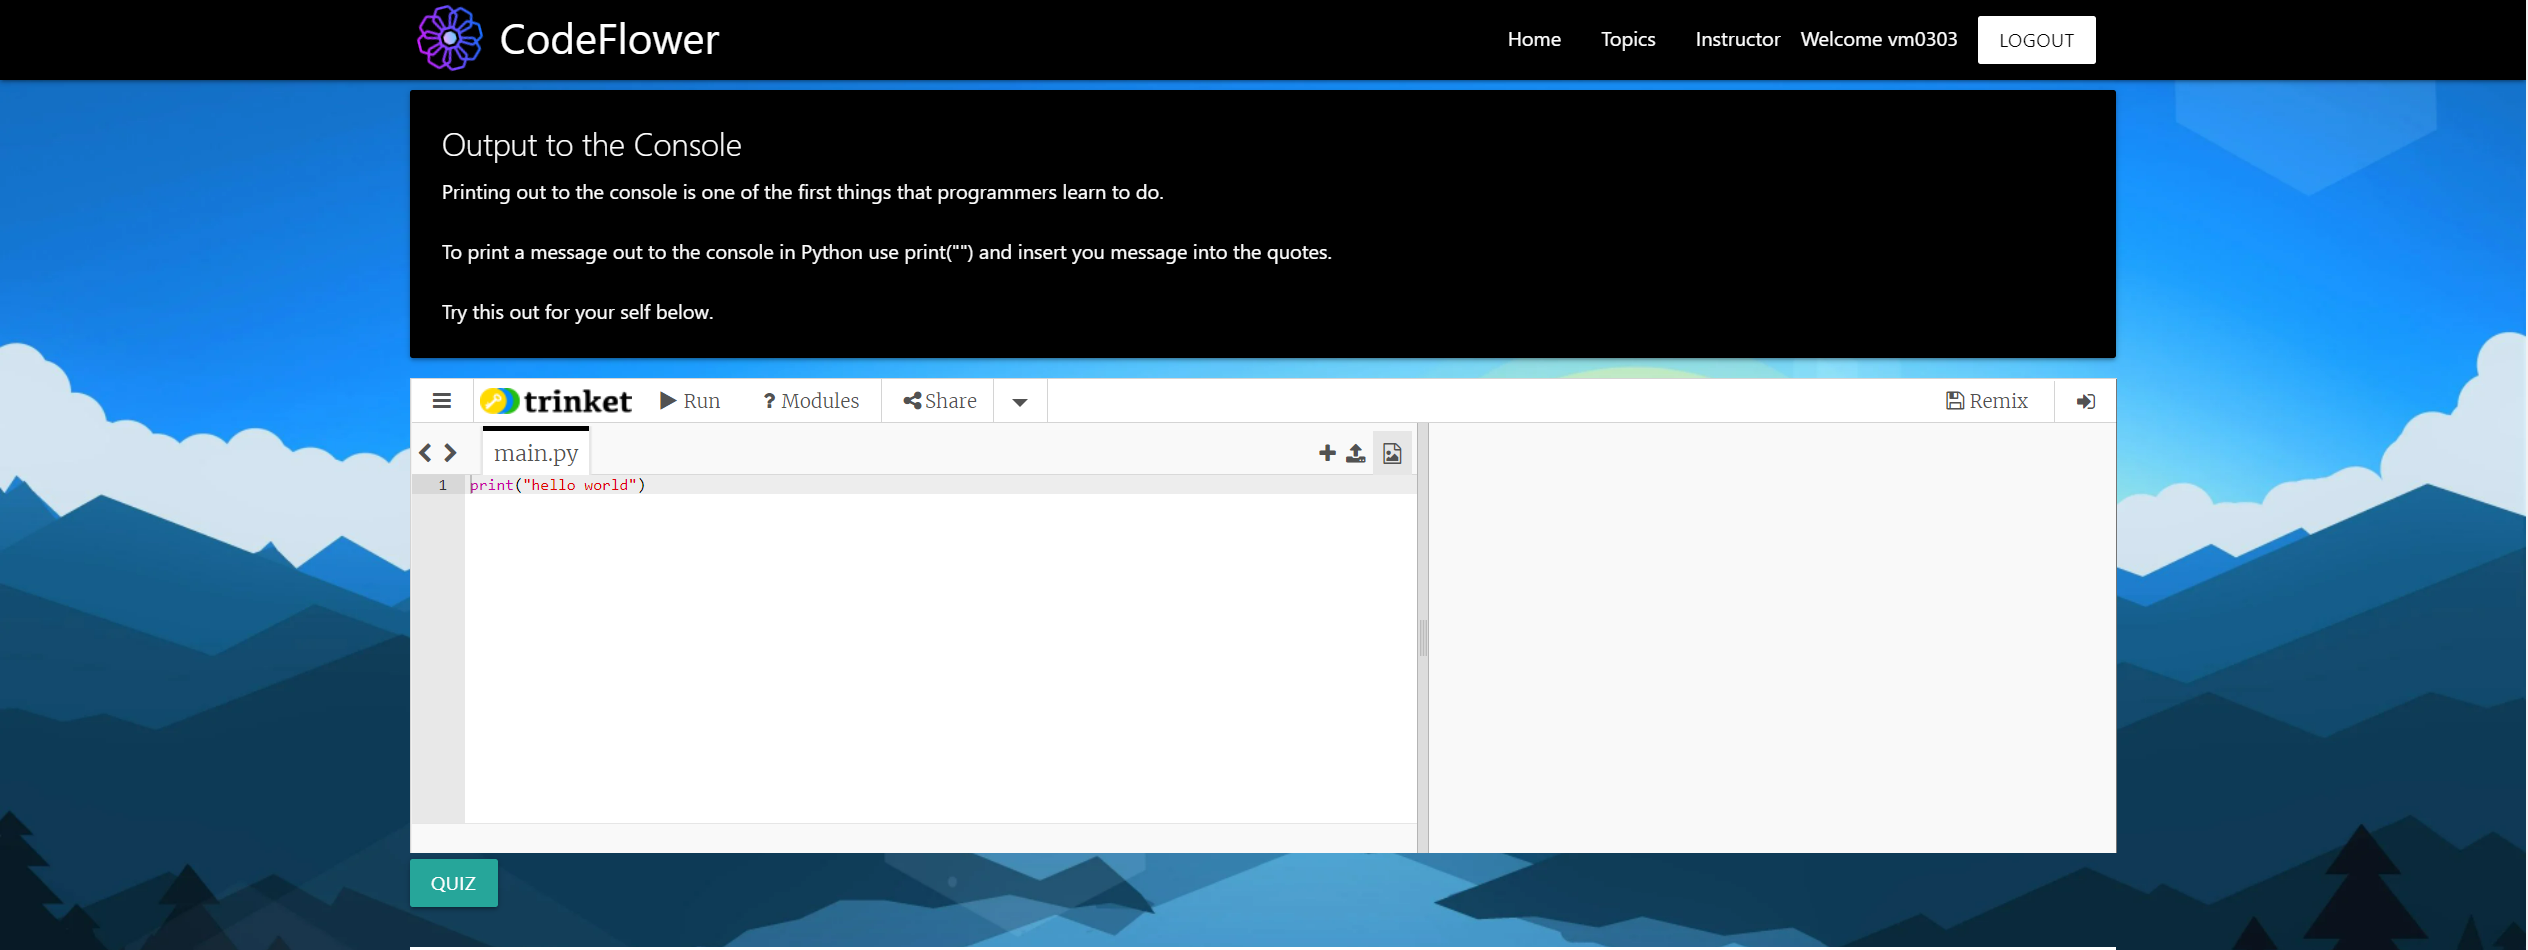 CodeFlower
Home Topics Instructor Welcome vm0303 LOGOUT
Output to the Console
Printing out to the console is one of the first things that programmers learn to do.
To print a message out to the console in Python use print("") and insert you message into the quotes.
Try this out for your self below.
trinket Run ? Modules Share Remix
main.py
1 print("hello world")
QUIZ